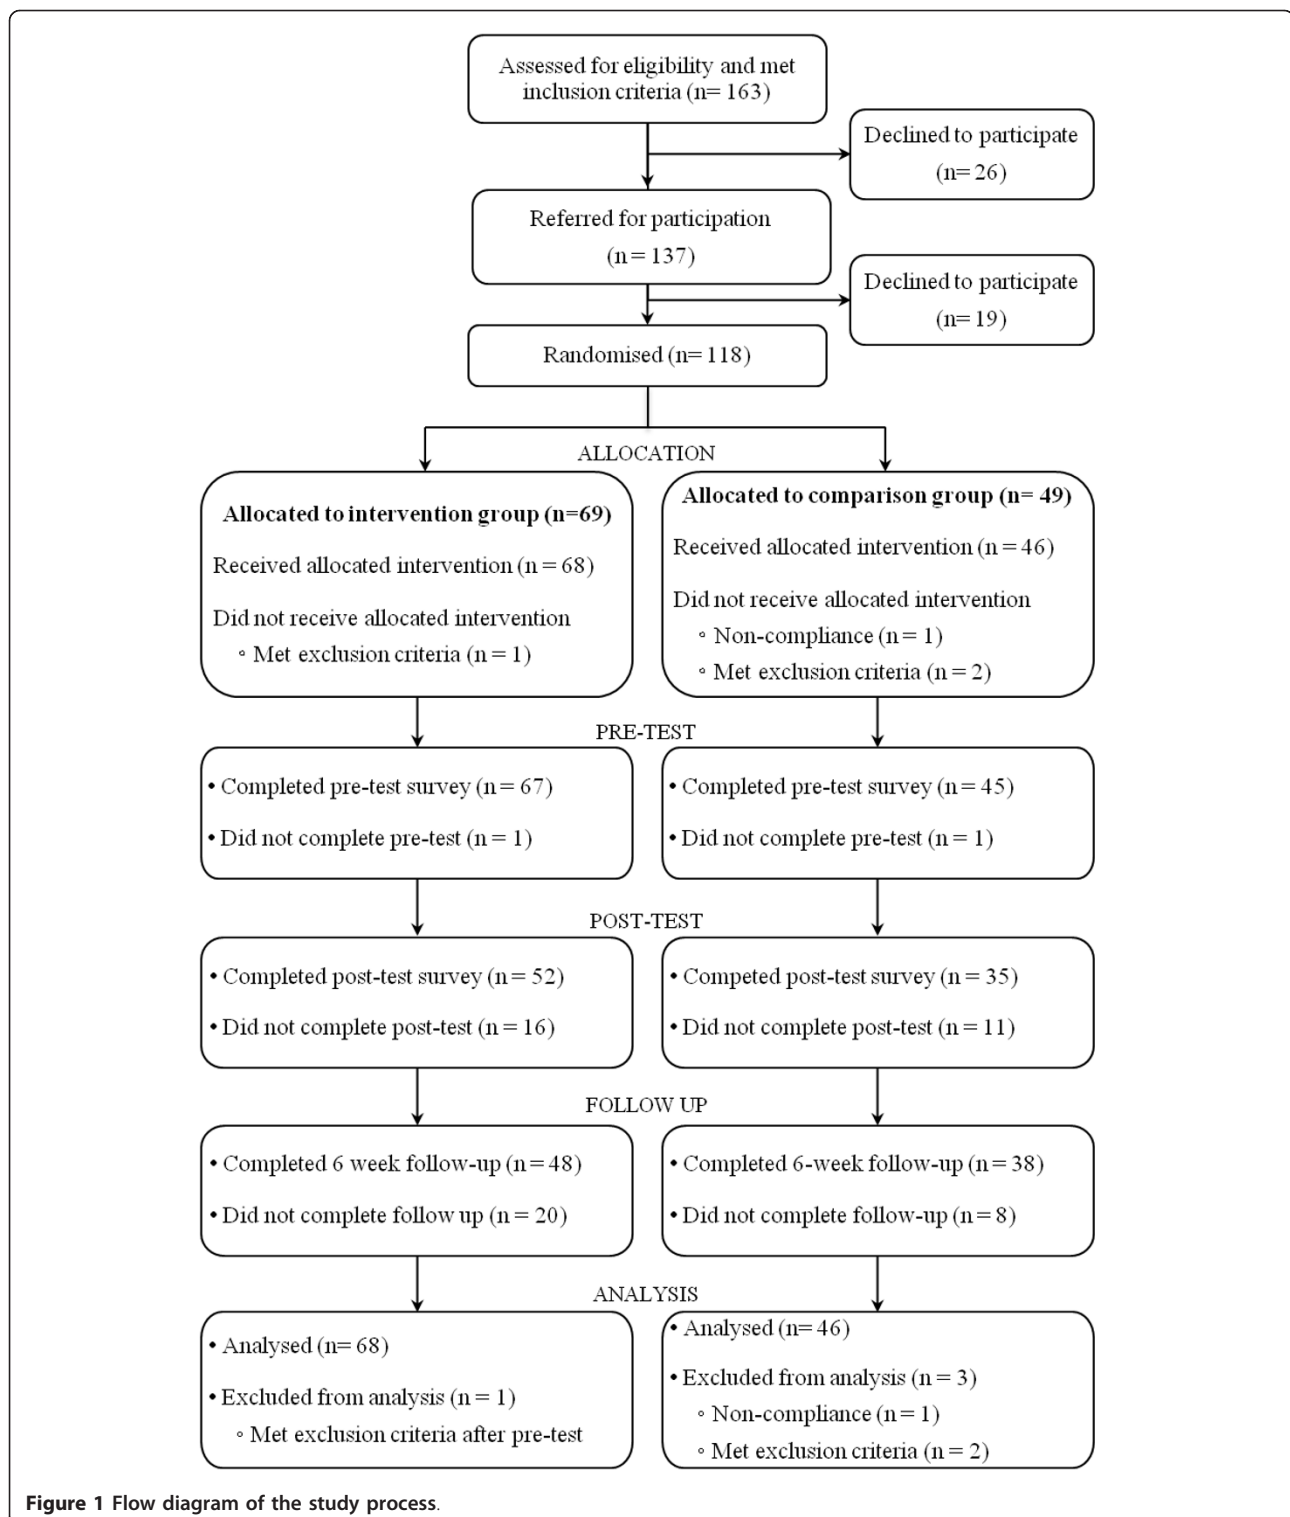 Assessed for eligibility and met
inclusion criteria (n= 163)
Declined to participate
(n= 26)
Referred for participation
(n = 137)
Declined to participate
(n= 19)
Randomised (n= 118)
ALLOCATION
Allocated to intervention group (n=69)
Received allocated intervention (n = 68)
Did not receive allocated intervention
◦ Met exclusion criteria (n = 1)
Allocated to comparison group (n= 49)
Received allocated intervention (n = 46)
Did not receive allocated intervention
◦ Non-compliance (n = 1)
◦ Met exclusion criteria (n = 2)
PRE-TEST
• Completed pre-test survey (n = 67)
• Did not complete pre-test (n = 1)
• Completed pre-test survey (n = 45)
• Did not complete pre-test (n = 1)
POST-TEST
• Completed post-test survey (n = 52)
• Did not complete post-test (n = 16)
• Competed post-test survey (n = 35)
• Did not complete post-test (n = 11)
FOLLOW UP
• Completed 6 week follow-up (n = 48)
• Did not complete follow up (n = 20)
• Completed 6-week follow-up (n = 38)
• Did not complete follow-up (n = 8)
ANALYSIS
• Analysed (n= 68)
• Excluded from analysis (n = 1)
◦ Met exclusion criteria after pre-test
• Analysed (n= 46)
• Excluded from analysis (n = 3)
◦ Non-compliance (n = 1)
◦ Met exclusion criteria (n = 2)
Figure 1 Flow diagram of the study process.